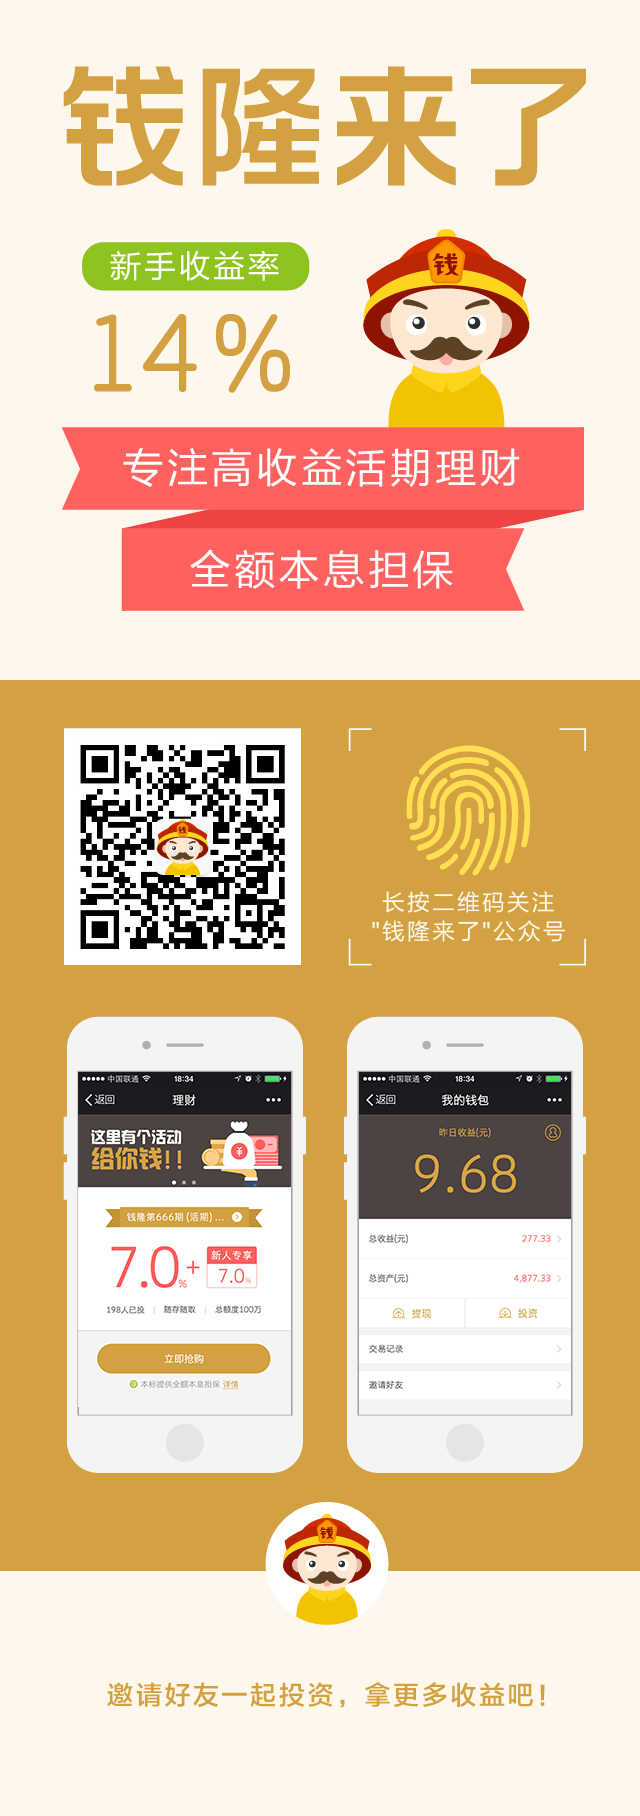 钱隆来了
新手收益率
钱
14%
专注高收益活期理财
全额本息担保
钱
长按二维码关注
"钱隆来了"公众号
中国联通 18:34
返回 理财
这里有个活动
给你钱!!
¥
钱隆第666期 (活期) ...
7.0%+ 新人专享 7.0%
198人已投 随存随取 总额度100万
立即抢购
本标提供全额本息担保 详情
中国联通 18:34
返回 我的钱包
昨日收益(元)
9.68
总收益(元) 277.33
总资产(元) 4,877.33
提现 投资
交易记录
邀请好友
钱
邀请好友一起投资，拿更多收益吧！